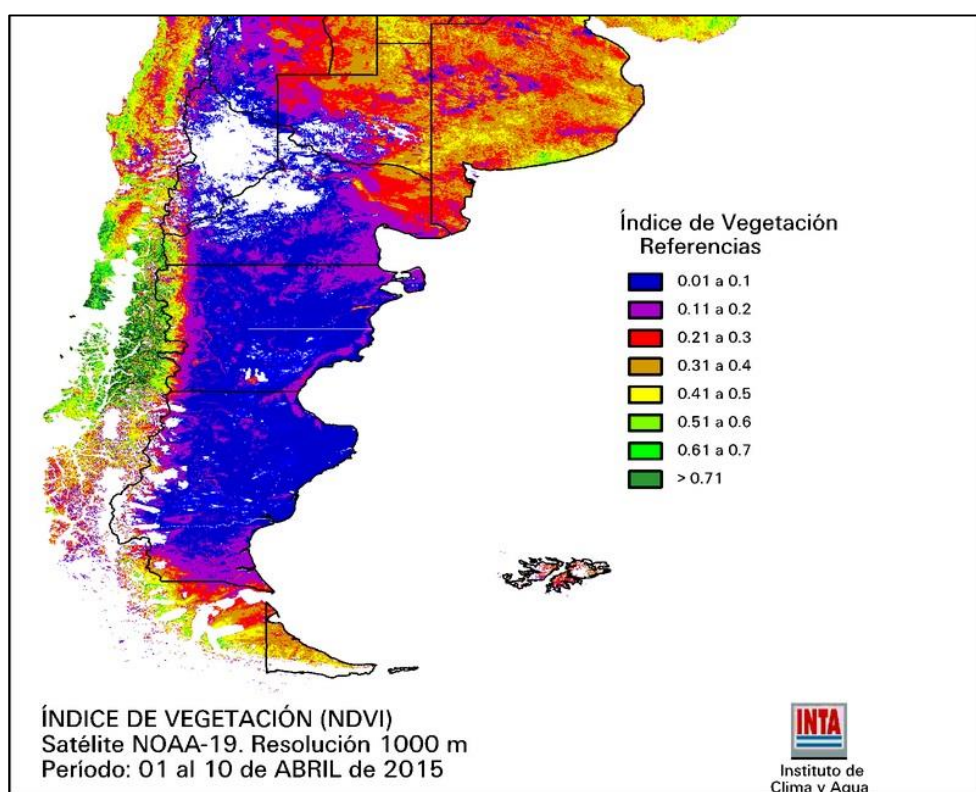 Índice de Vegetación
Referencias
0.01 a 0.1
0.11 a 0.2
0.21 a 0.3
0.31 a 0.4
0.41 a 0.5
0.51 a 0.6
0.61 a 0.7
> 0.71
ÍNDICE DE VEGETACIÓN (NDVI)
Satélite NOAA-19. Resolución 1000 m
Período: 01 al 10 de ABRIL de 2015
INTA
Instituto de
Clima y Agua